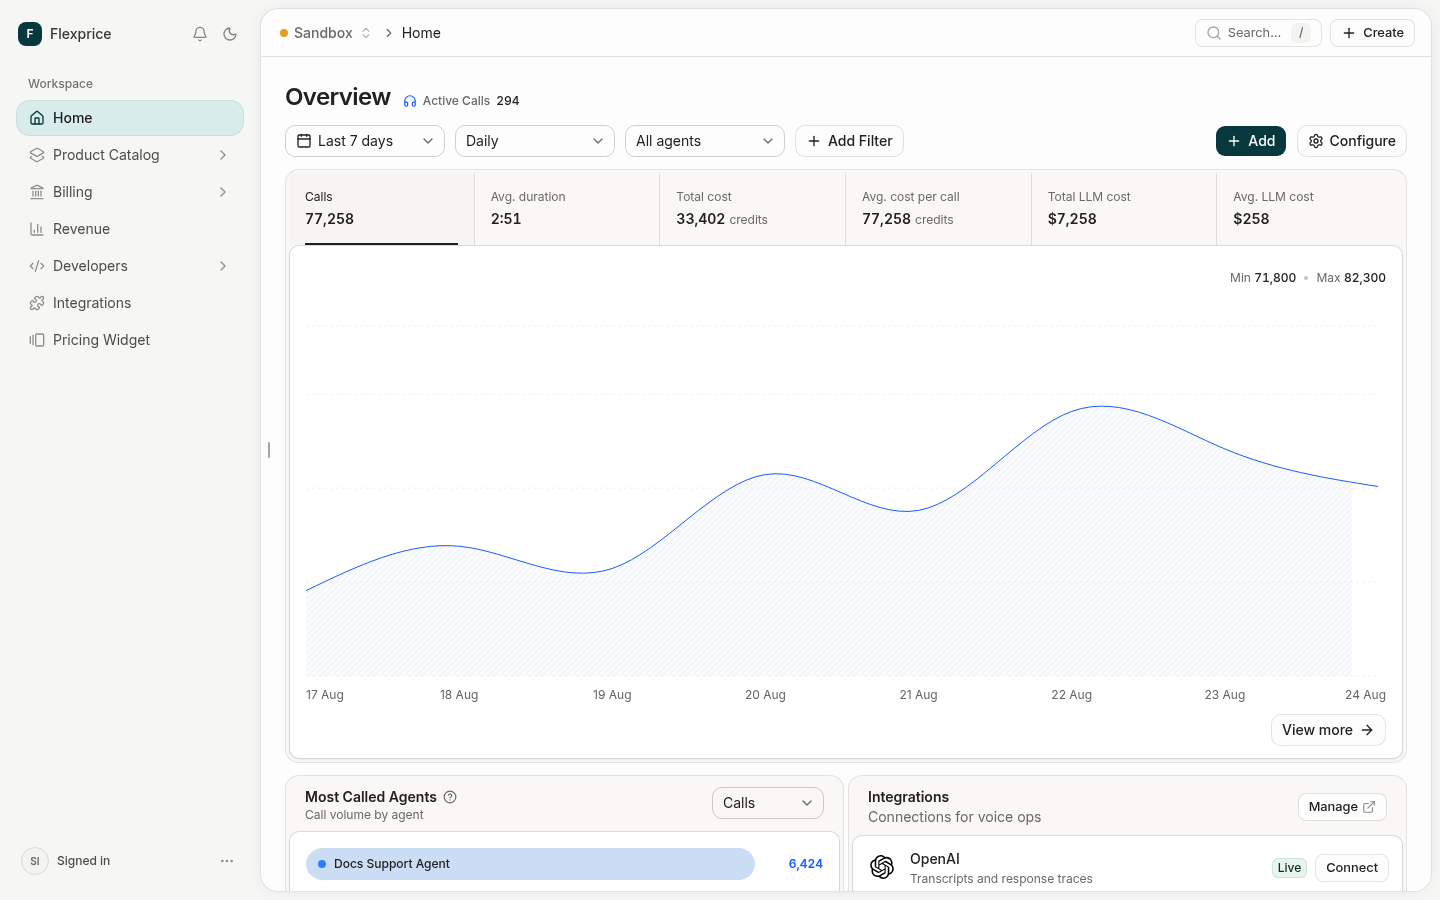 F Flexprice
Sandbox > Home
Search... /
+ Create
Workspace
Home
Product Catalog
Billing
Revenue
Developers
Integrations
Pricing Widget
SI Signed in
Overview
Active Calls 294
Last 7 days
Daily
All agents
+ Add Filter
+ Add
Configure
Calls
77,258
Avg. duration
2:51
Total cost
33,402 credits
Avg. cost per call
77,258 credits
Total LLM cost
$7,258
Avg. LLM cost
$258
Min 71,800 • Max 82,300
17 Aug 18 Aug 19 Aug 20 Aug 21 Aug 22 Aug 23 Aug 24 Aug
View more
Most Called Agents
Call volume by agent
Calls
Docs Support Agent 6,424
Integrations
Connections for voice ops
Manage
OpenAI
Transcripts and response traces
Live
Connect